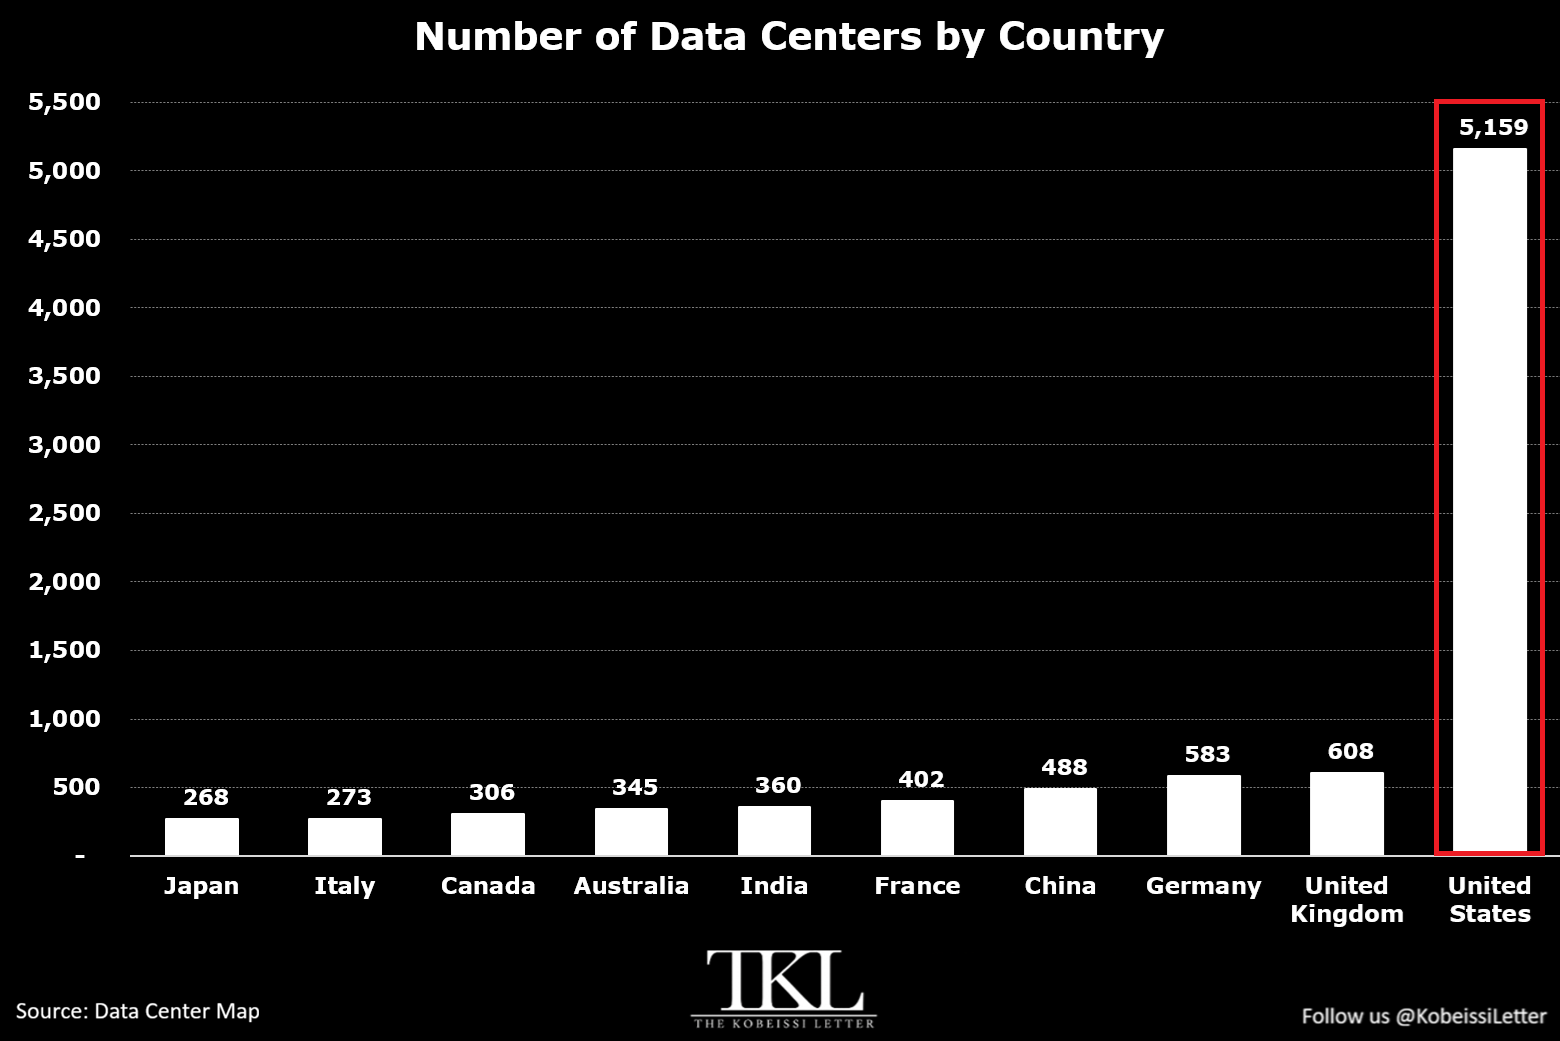 Number of Data Centers by Country
5,500
5,000
4,500
4,000
3,500
3,000
2,500
2,000
1,500
1,000
500
-
268
273
306
345
360
402
488
583
608
5,159
Japan
Italy
Canada
Australia
India
France
China
Germany
United
Kingdom
United
States
TKL
THE KOBEISSI LETTER
Source: Data Center Map
Follow us @KobeissiLetter